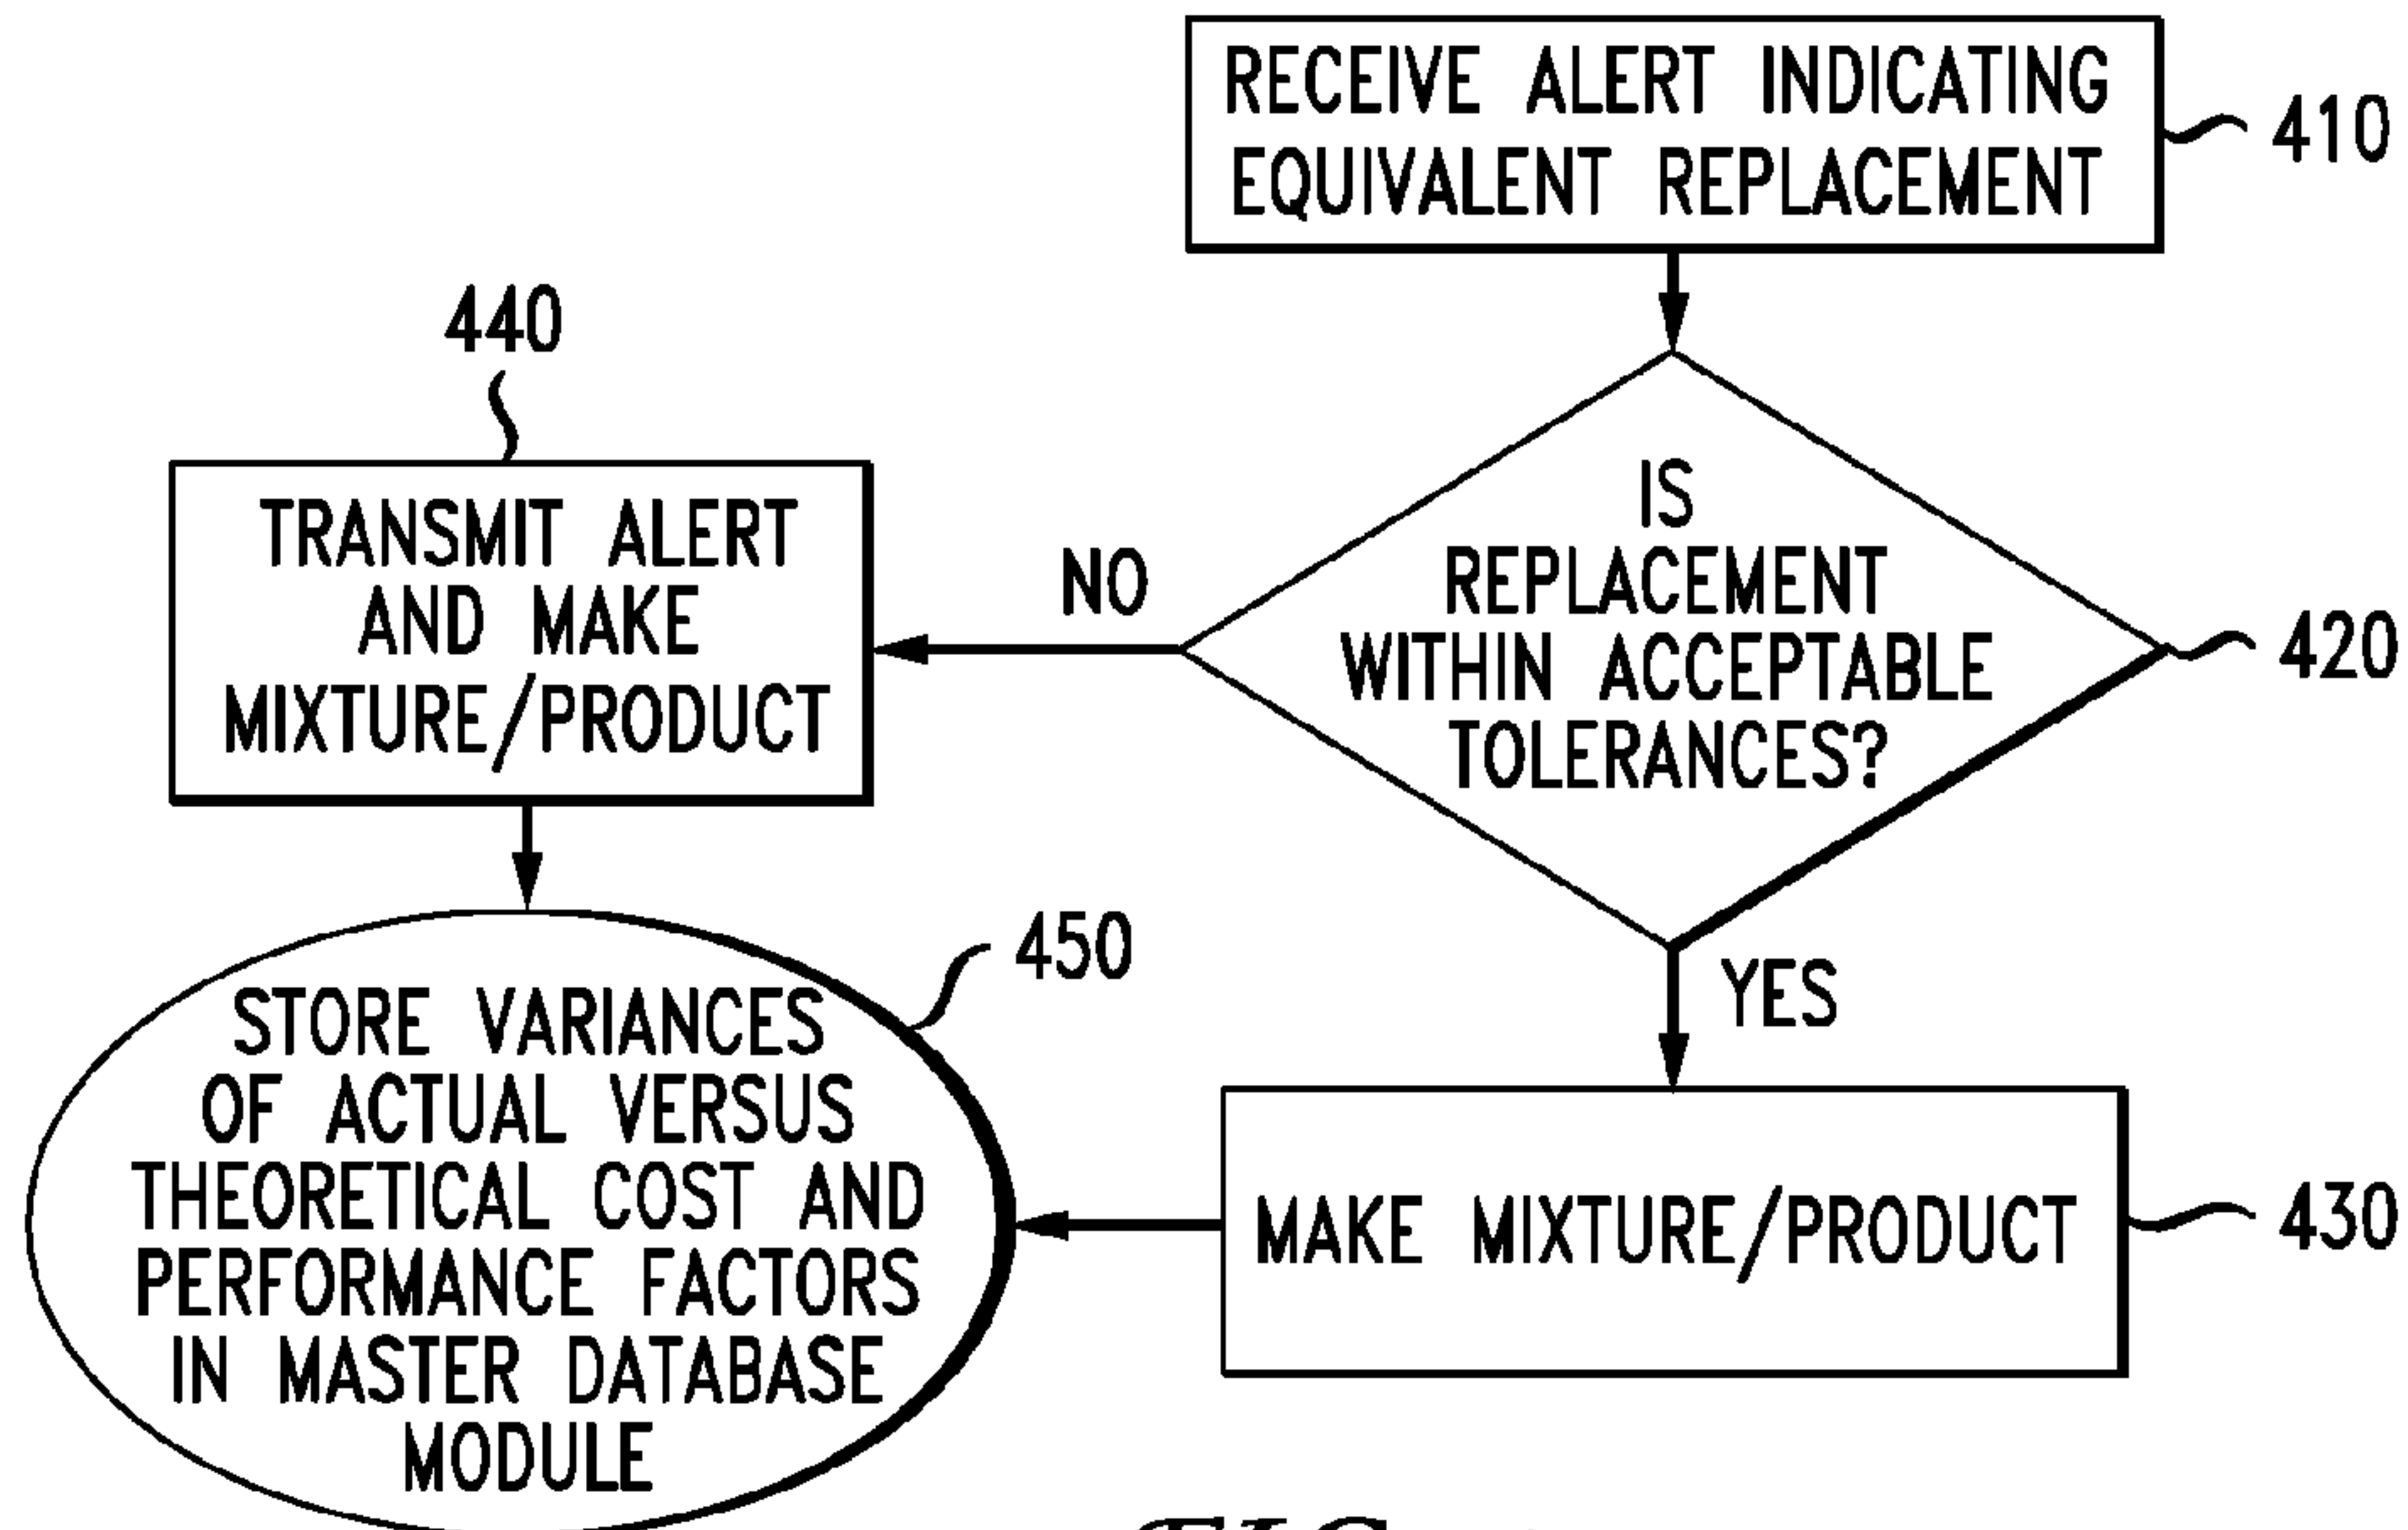 RECEIVE ALERT INDICATING
EQUIVALENT REPLACEMENT
410
440
TRANSMIT ALERT
AND MAKE
MIXTURE/PRODUCT
NO
IS
REPLACEMENT
WITHIN ACCEPTABLE
TOLERANCES?
420
YES
450
STORE VARIANCES
OF ACTUAL VERSUS
THEORETICAL COST AND
PERFORMANCE FACTORS
IN MASTER DATABASE
MODULE
MAKE MIXTURE/PRODUCT
430